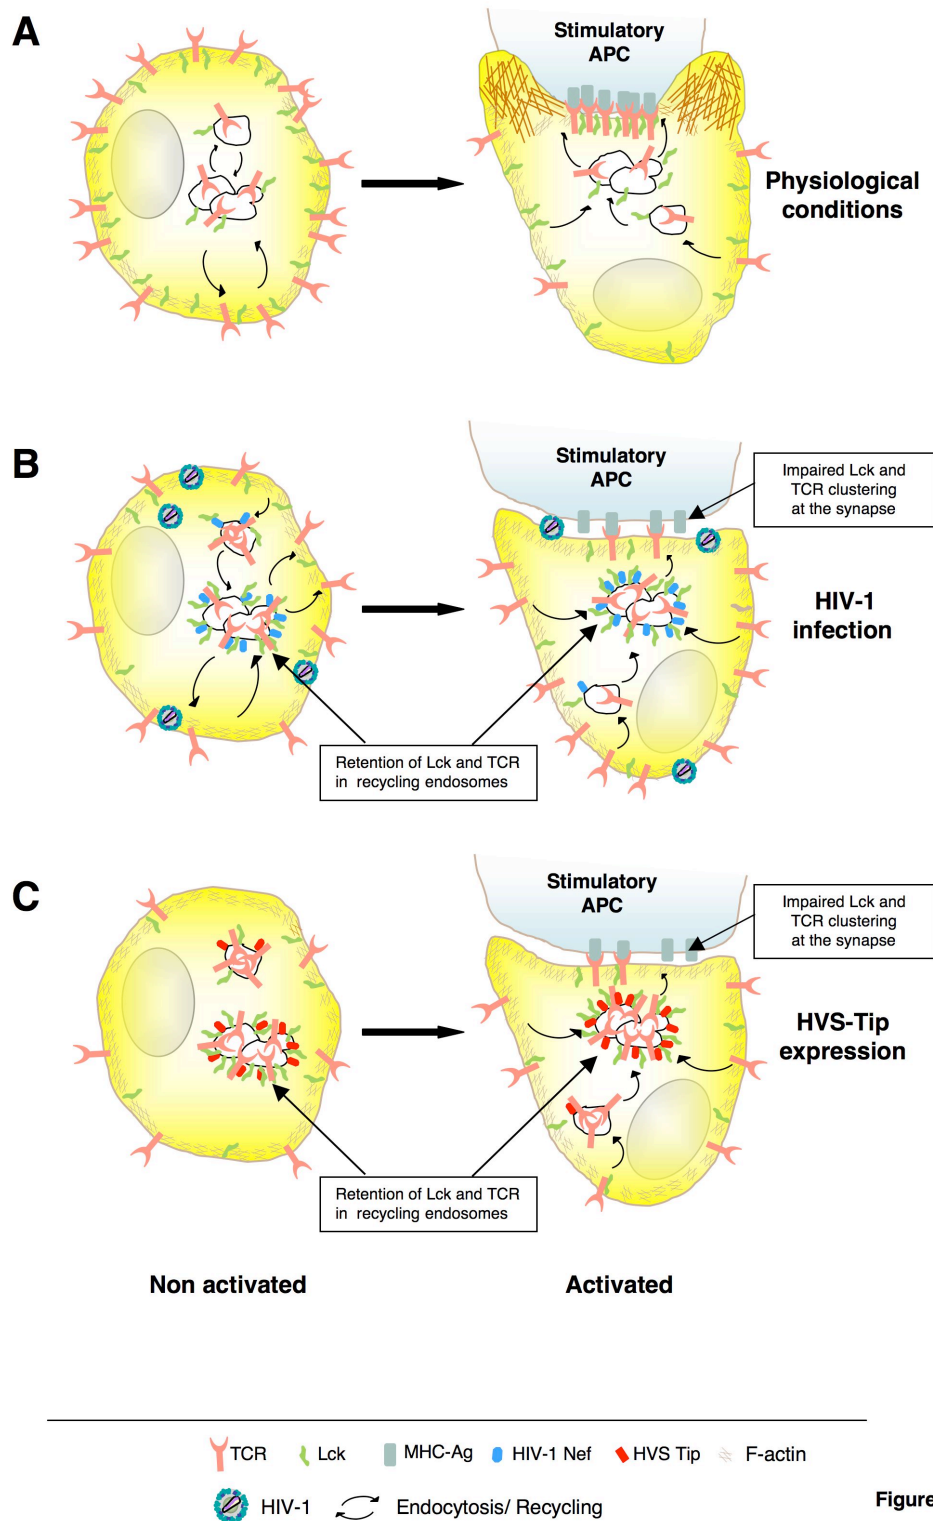 A
Stimulatory
APC
Physiological
conditions
B
Stimulatory
APC
Impaired Lck and
TCR clustering
at the synapse
HIV-1
infection
Retention of Lck and TCR
in recycling endosomes
C
Stimulatory
APC
Impaired Lck and
TCR clustering
at the synapse
HVS-Tip
expression
Retention of Lck and TCR
in recycling endosomes
Non activated
Activated
TCR Lck MHC-Ag HIV-1 Nef HVS Tip F-actin
HIV-1 Endocytosis/ Recycling
Figure